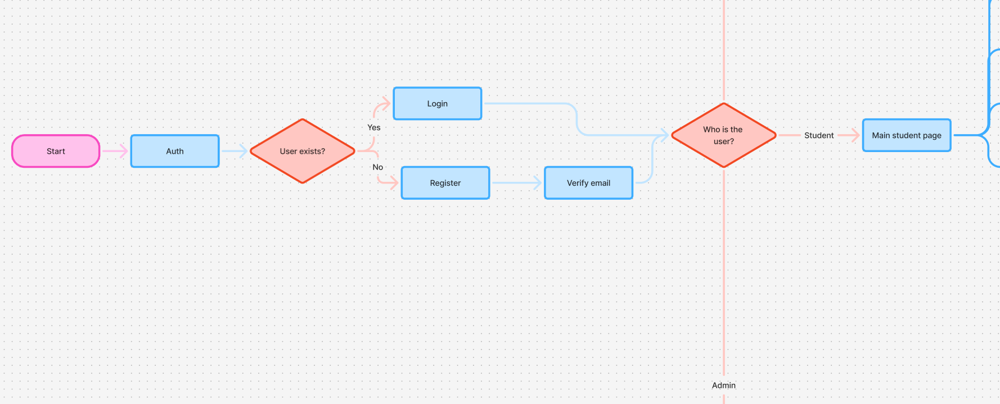 Start
Auth
User exists?
Yes
No
Login
Register
Verify email
Who is the
user?
Student
Main student page
Admin